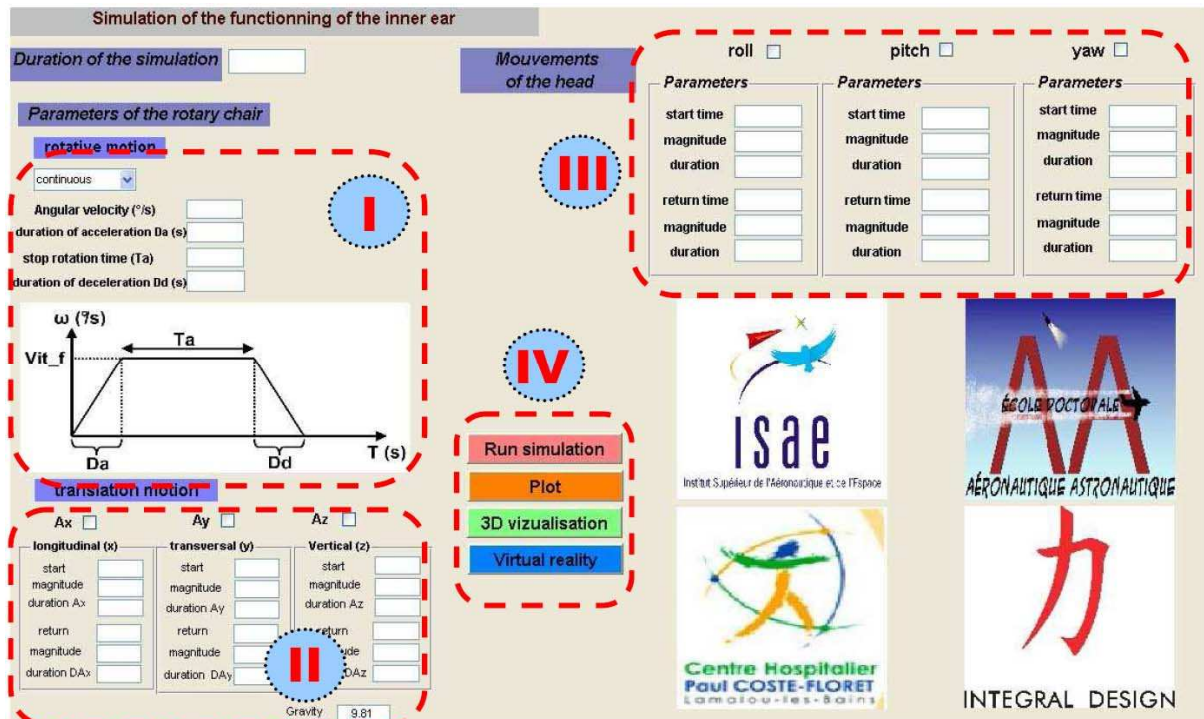 Simulation of the functionning of the inner ear
Duration of the simulation
Parameters of the rotary chair
rotative motion
continuous
I
Angular velocity (°/s)
duration of acceleration Da (s)
stop rotation time (Ta)
duration of deceleration Dd (s)
ω (°/s)
Vit_f
Ta
Da
Dd
T (s)
translation motion
Ax
Ay
Az
longitudinal (x)
start
magnitude
duration Ax
return
magnitude
duration DAx
transversal (y)
start
magnitude
duration Ay
return
magnitude
duration DAy
Vertical (z)
start
magnitude
duration Az
return
DAz
II
Gravity 9.81
Mouvements
of the head
III
roll
Parameters
start time
magnitude
duration
return time
magnitude
duration
pitch
Parameters
start time
magnitude
duration
return time
magnitude
duration
yaw
Parameters
start time
magnitude
duration
return time
magnitude
duration
IV
Run simulation
Plot
3D vizualisation
Virtual reality
isae
Institut Supérieur de l'Aéronautique et de l'Espace
AA
ÉCOLE DOCTORALE
AÉRONAUTIQUE ASTRONAUTIQUE
Centre Hospitalier
Paul COSTE-FLORET
Lamalou-les-Bains
力
INTEGRAL DESIGN